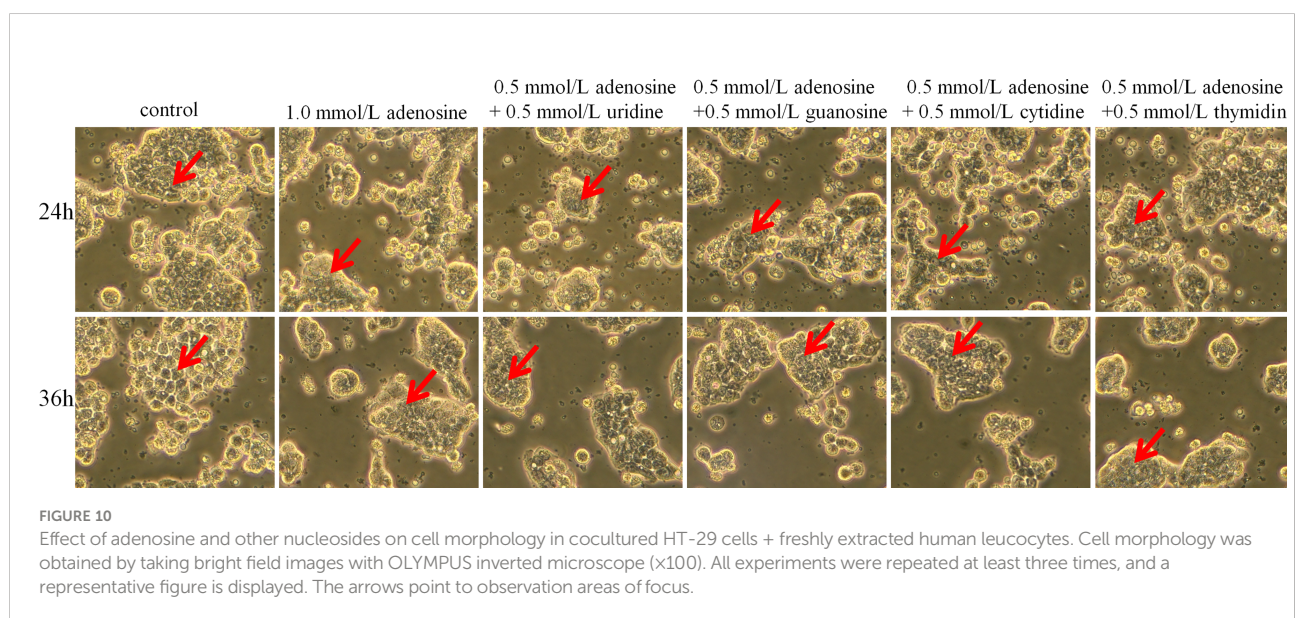 control
1.0 mmol/L adenosine
0.5 mmol/L adenosine
+ 0.5 mmol/L uridine
0.5 mmol/L adenosine
+0.5 mmol/L guanosine
0.5 mmol/L adenosine
+ 0.5 mmol/L cytidine
0.5 mmol/L adenosine
+0.5 mmol/L thymidin
24h
36h
FIGURE 10
Effect of adenosine and other nucleosides on cell morphology in cocultured HT-29 cells + freshly extracted human leucocytes. Cell morphology was
obtained by taking bright field images with OLYMPUS inverted microscope (×100). All experiments were repeated at least three times, and a
representative figure is displayed. The arrows point to observation areas of focus.